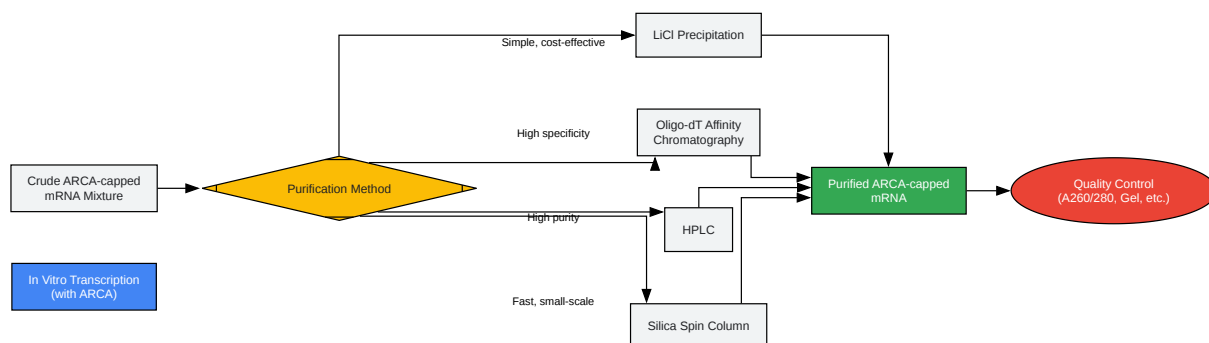 Simple, cost-effective
LiCl Precipitation
High specificity
Oligo-dT Affinity
Chromatography
Crude ARCA-capped
mRNA Mixture
Purification Method
Purified ARCA-capped
mRNA
Quality Control
(A260/280, Gel, etc.)
High purity
HPLC
In Vitro Transcription
(with ARCA)
Fast, small-scale
Silica Spin Column